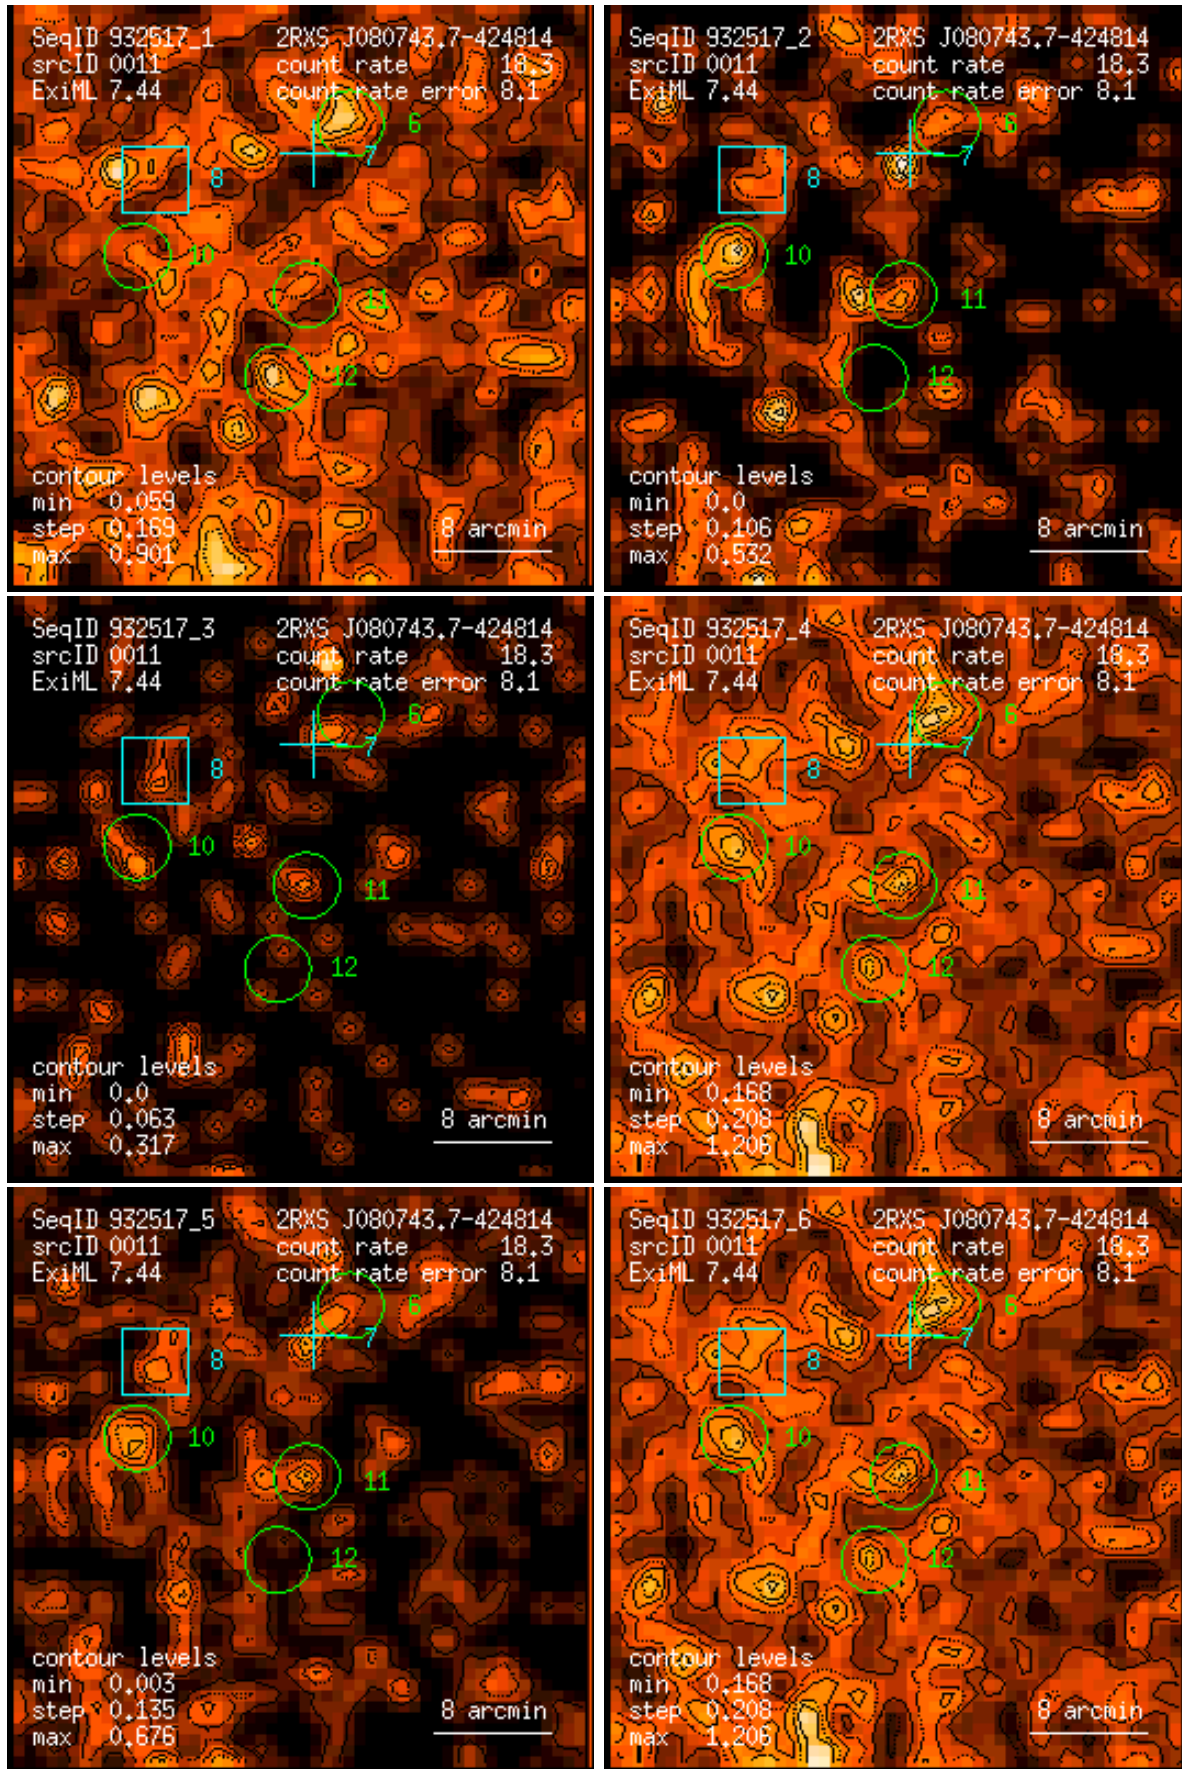 SeqID 932517_1 2RXS J080743.7-424814
srcID 0011 count rate 18.3
ExiML 7.44 count rate error 8.1
6
7
8
10
11
12
contour levels
min 0.059
step 0.169
max 0.901
8 arcmin
SeqID 932517_2 2RXS J080743.7-424814
srcID 0011 count rate 18.3
ExiML 7.44 count rate error 8.1
6
7
8
10
11
12
contour levels
min 0.0
step 0.106
max 0.532
8 arcmin
SeqID 932517_3 2RXS J080743.7-424814
srcID 0011 count rate 18.3
ExiML 7.44 count rate error 8.1
6
7
8
10
11
12
contour levels
min 0.0
step 0.063
max 0.317
8 arcmin
SeqID 932517_4 2RXS J080743.7-424814
srcID 0011 count rate 18.3
ExiML 7.44 count rate error 8.1
6
7
8
10
11
12
contour levels
min 0.168
step 0.208
max 1.206
8 arcmin
SeqID 932517_5 2RXS J080743.7-424814
srcID 0011 count rate 18.3
ExiML 7.44 count rate error 8.1
6
7
8
10
11
12
contour levels
min 0.003
step 0.135
max 0.676
8 arcmin
SeqID 932517_6 2RXS J080743.7-424814
srcID 0011 count rate 18.3
ExiML 7.44 count rate error 8.1
6
7
8
10
11
12
contour levels
min 0.168
step 0.208
max 1.206
8 arcmin